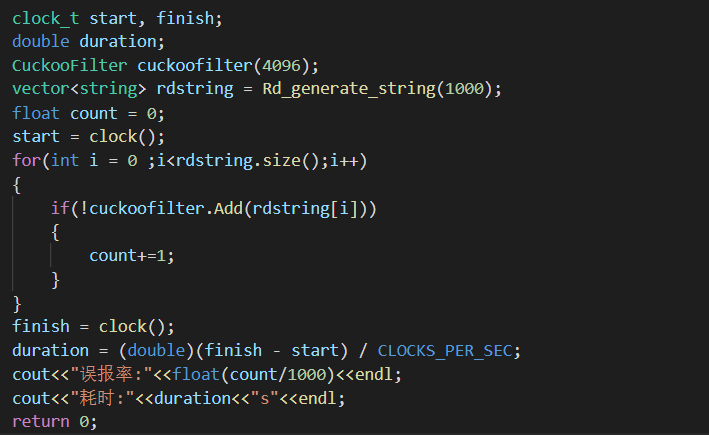 clock_t start, finish;
double duration;
CuckooFilter cuckoofilter(4096);
vector<string> rdstring = Rd_generate_string(1000);
float count = 0;
start = clock();
for(int i = 0 ;i<rdstring.size();i++)
{
    if(!cuckoofilter.Add(rdstring[i]))
    {
        count+=1;
    }
}
finish = clock();
duration = (double)(finish - start) / CLOCKS_PER_SEC;
cout<<"误报率:"<<float(count/1000)<<endl;
cout<<"耗时:"<<duration<<"s"<<endl;
return 0;